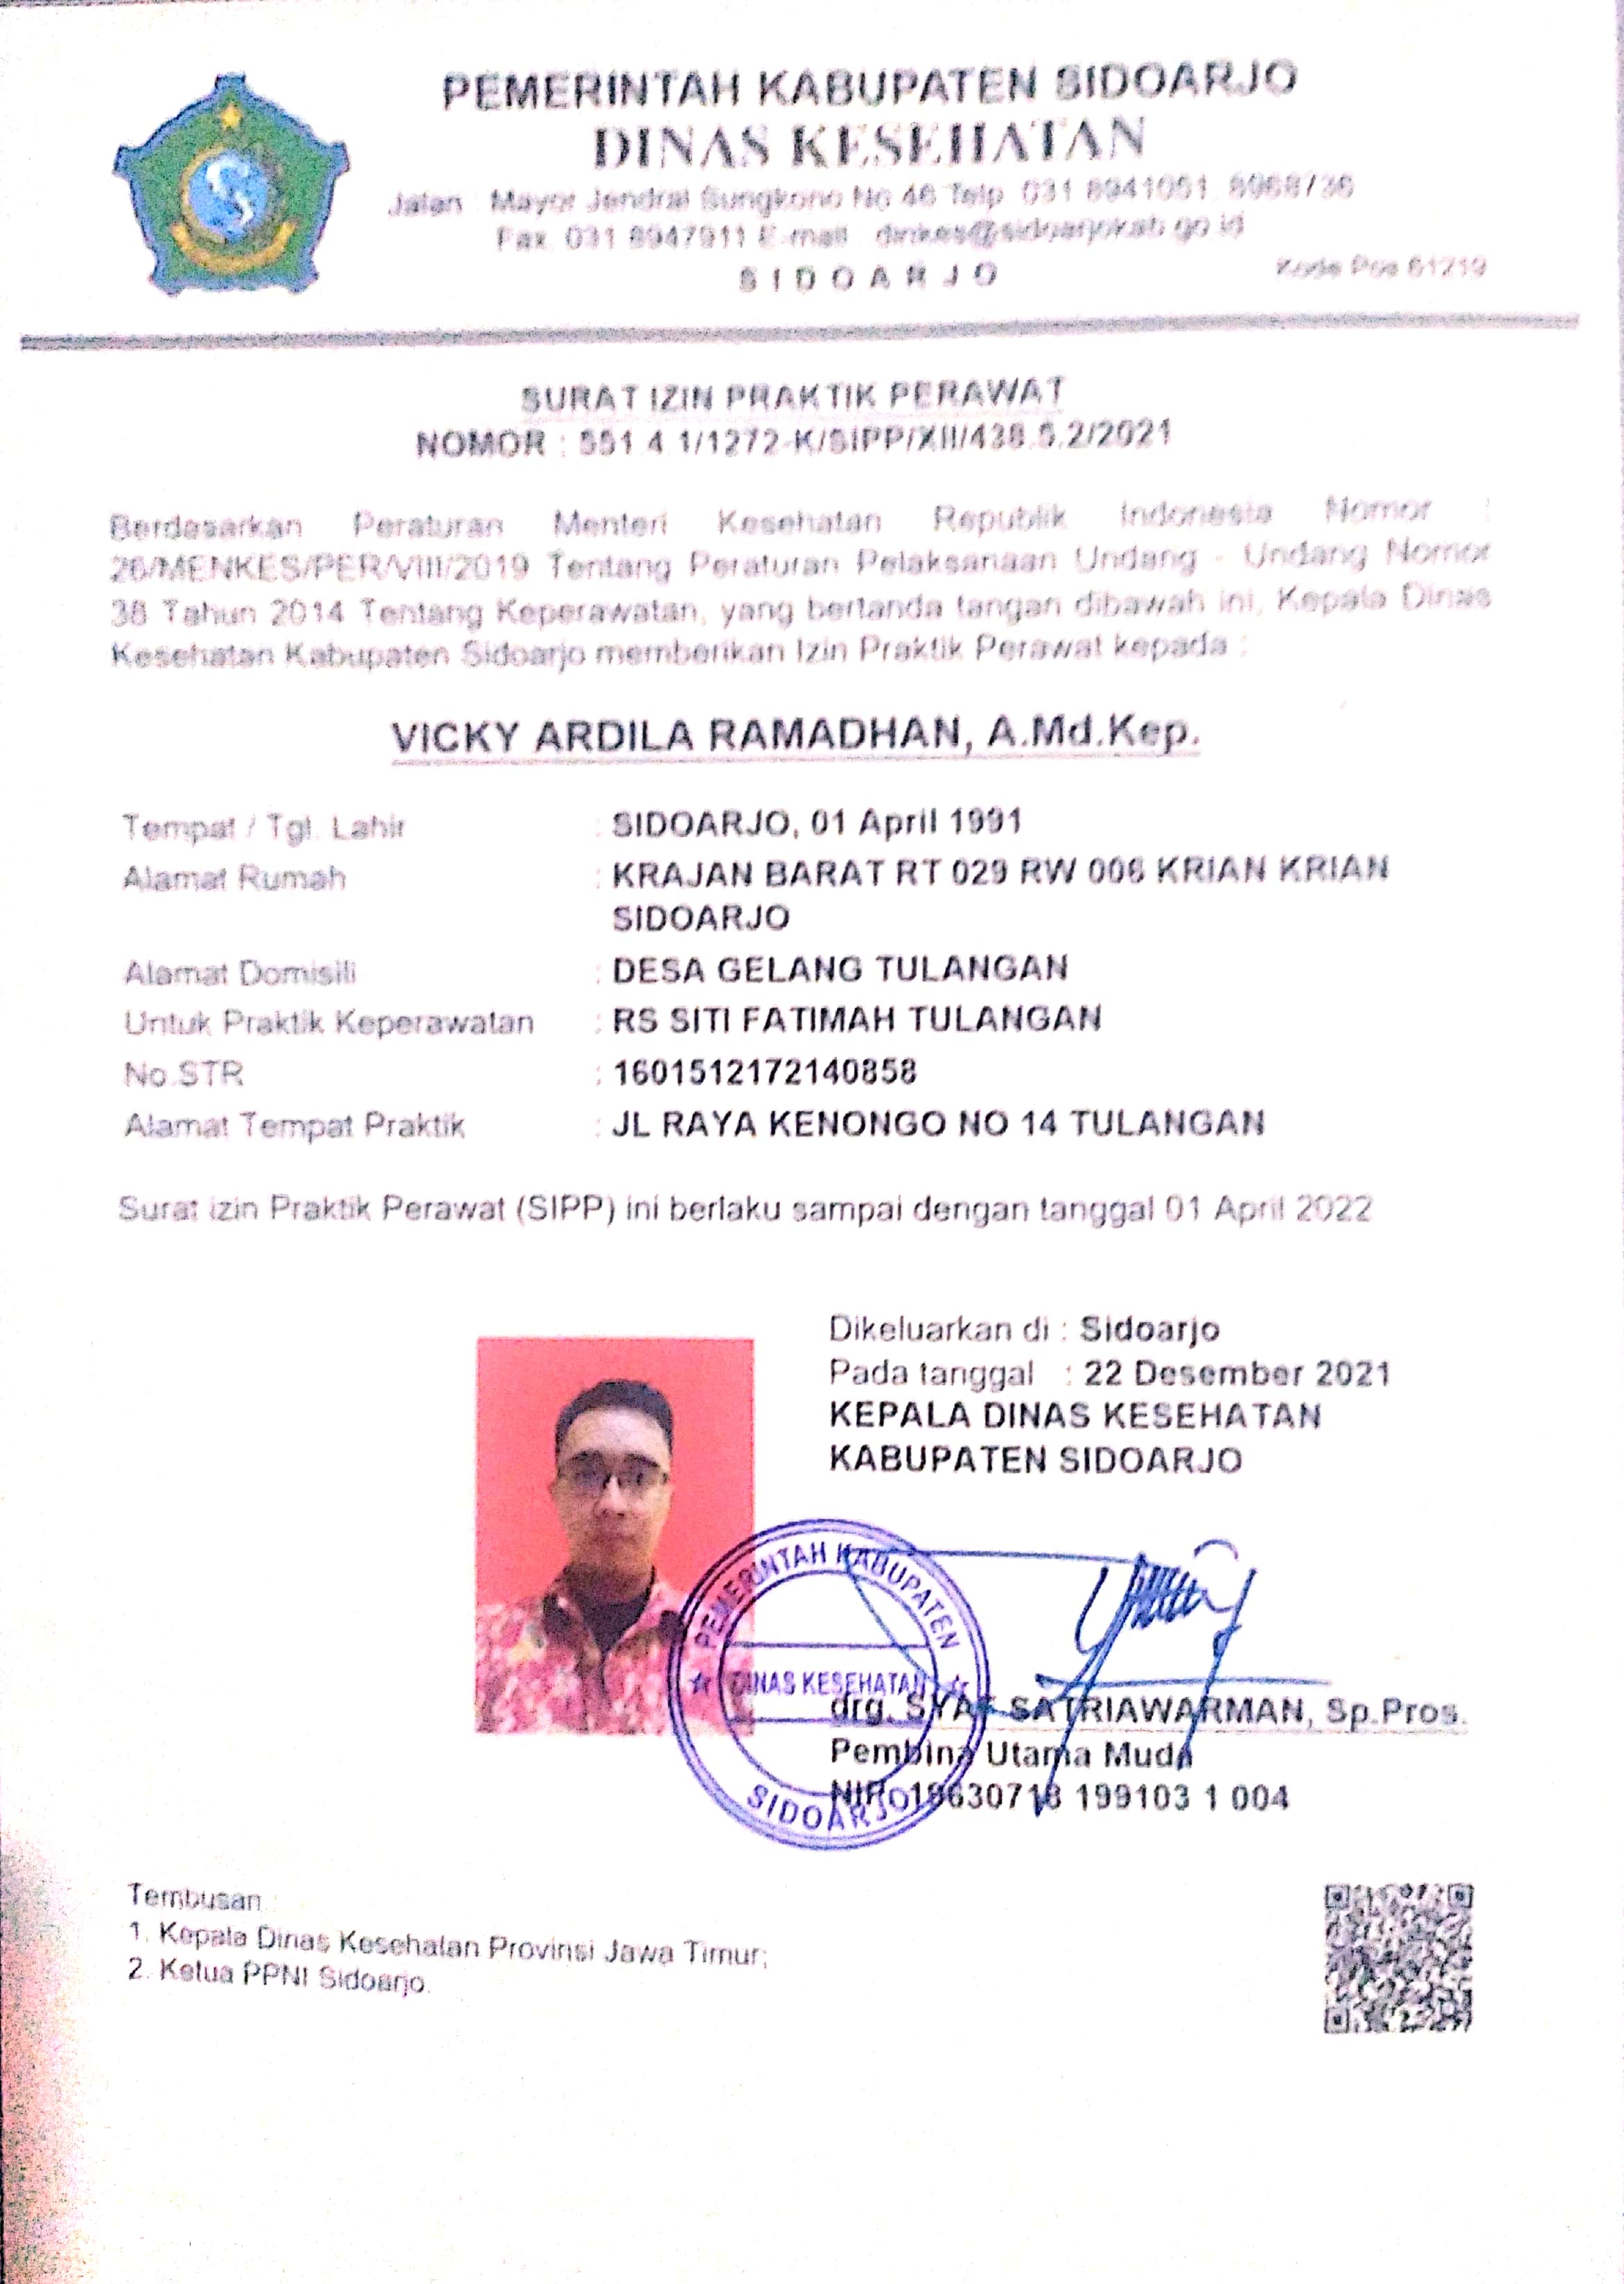 PEMERINTAH KABUPATEN SIDOARJO
DINAS KESEHATAN
Jalan : Mayor Jendral Sungkono No 46 Telp 031 8941051, 8968736
Fax. 031 8947911 E-mail : dinkes@sidoarjokab.go.id
SIDOARJO
Kode Pos 61219
SURAT IZIN PRAKTIK PERAWAT
NOMOR : 551.4.1/1272-K/SIPP/XII/438.5.2/2021
Berdasarkan Peraturan Menteri Kesehatan Republik Indonesia Nomor :
26/MENKES/PER/VIII/2019 Tentang Peraturan Pelaksanaan Undang - Undang Nomor
38 Tahun 2014 Tentang Keperawatan, yang bertanda tangan dibawah ini, Kepala Dinas
Kesehatan Kabupaten Sidoarjo memberikan Izin Praktik Perawat kepada :
VICKY ARDILA RAMADHAN, A.Md.Kep.
Tempat / Tgl. Lahir : SIDOARJO, 01 April 1991
Alamat Rumah : KRAJAN BARAT RT 029 RW 006 KRIAN KRIAN
SIDOARJO
Alamat Domisili : DESA GELANG TULANGAN
Untuk Praktik Keperawatan : RS SITI FATIMAH TULANGAN
No.STR : 1601512172140858
Alamat Tempat Praktik : JL RAYA KENONGO NO 14 TULANGAN
Surat izin Praktik Perawat (SIPP) ini berlaku sampai dengan tanggal 01 April 2022
Dikeluarkan di : Sidoarjo
Pada tanggal : 22 Desember 2021
KEPALA DINAS KESEHATAN
KABUPATEN SIDOARJO
PEMERINTAH KABUPATEN
DINAS KESEHATAN
SIDOARJO
drg. SYAF SATRIAWARMAN, Sp.Pros.
Pembina Utama Muda
NIP. 19630718 199103 1 004
Tembusan :
1. Kepala Dinas Kesehatan Provinsi Jawa Timur;
2. Ketua PPNI Sidoarjo.